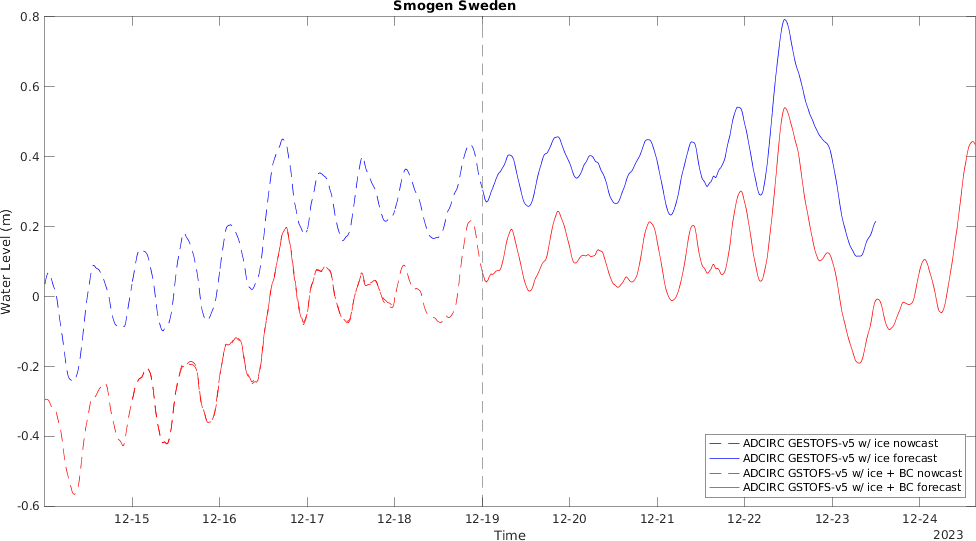 Smogen Sweden
Water Level (m)
0.8
0.6
0.4
0.2
0
-0.2
-0.4
-0.6
ADCIRC GESTOFS-v5 w/ ice nowcast
ADCIRC GESTOFS-v5 w/ ice forecast
ADCIRC GSTOFS-v5 w/ ice + BC nowcast
ADCIRC GSTOFS-v5 w/ ice + BC forecast
12-15 12-16 12-17 12-18 12-19 12-20 12-21 12-22 12-23 12-24
Time
2023